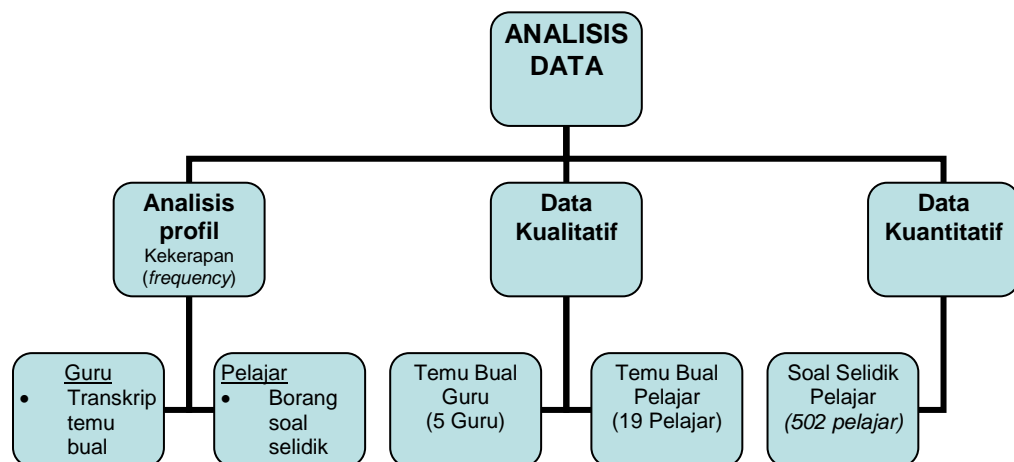 ANALISIS
DATA
Analisis
profil
Kekerapan
(frequency)
Data
Kualitatif
Data
Kuantitatif
Guru
• Transkrip
temu
bual
Pelajar
• Borang
soal
selidik
Temu Bual
Guru
(5 Guru)
Temu Bual
Pelajar
(19 Pelajar)
Soal Selidik
Pelajar
(502 pelajar)